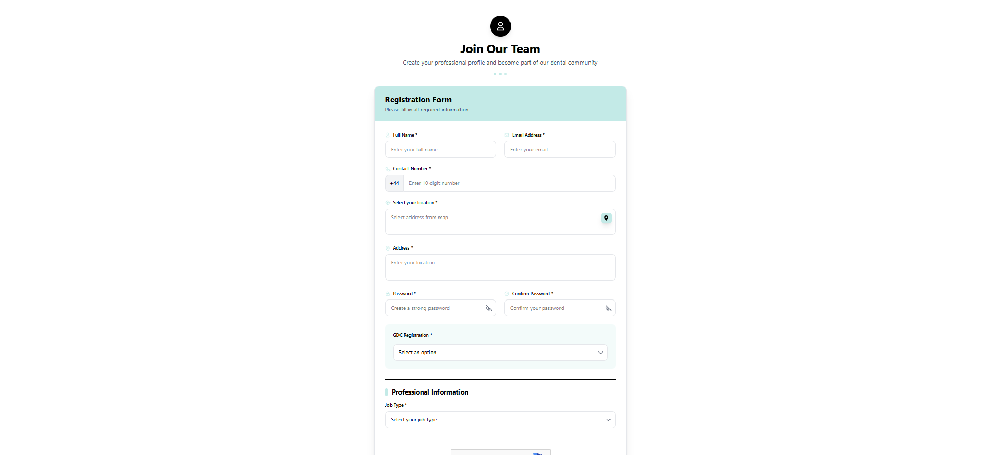 Join Our Team
Create your professional profile and become part of our dental community
Registration Form
Please fill in all required information
Full Name *
Email Address *
Enter your full name
Enter your email
Contact Number *
+44
Enter 10 digit number
Select your location *
Select address from map
Address *
Enter your location
Password *
Confirm Password *
Create a strong password
Confirm your password
GDC Registration *
Select an option
Professional Information
Job Type *
Select your job type